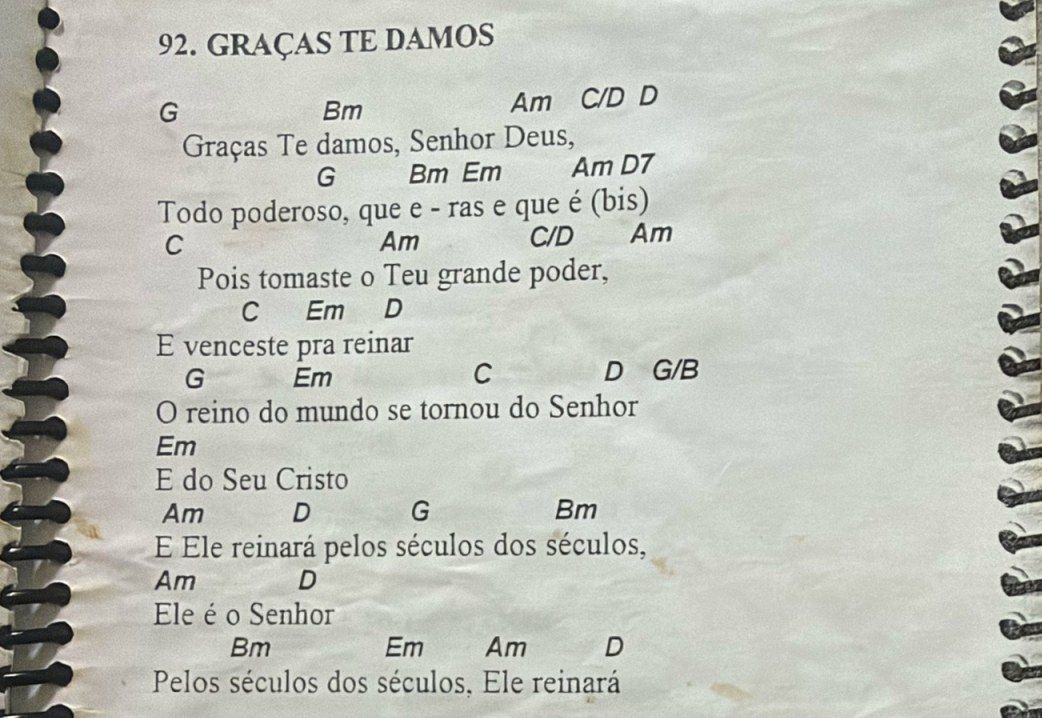 92. GRAÇAS TE DAMOS
G Bm Am C/D D
Graças Te damos, Senhor Deus,
G Bm Em Am D7
Todo poderoso, que e - ras e que é (bis)
C Am C/D Am
Pois tomaste o Teu grande poder,
C Em D
E venceste pra reinar
G Em C D G/B
O reino do mundo se tornou do Senhor
Em
E do Seu Cristo
Am D G Bm
E Ele reinará pelos séculos dos séculos,
Am D
Ele é o Senhor
Bm Em Am D
Pelos séculos dos séculos, Ele reinará